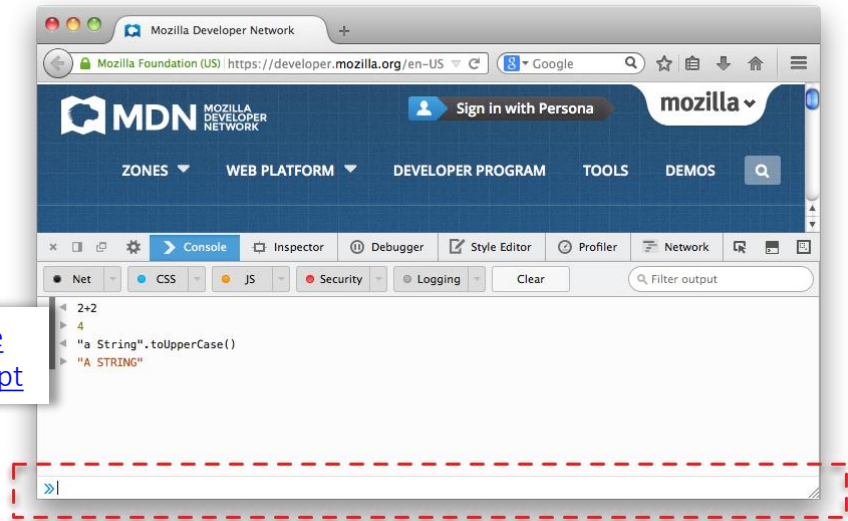 Mozilla Developer Network
Mozilla Foundation (US) https://developer.mozilla.org/en-US Google
MDN MOZILLA DEVELOPER NETWORK
Sign in with Persona
mozilla
ZONES WEB PLATFORM DEVELOPER PROGRAM TOOLS DEMOS
Console Inspector Debugger Style Editor Profiler Network
Net CSS JS Security Logging Clear Filter output
2+2
4
"a String".toUpperCase()
"A STRING"